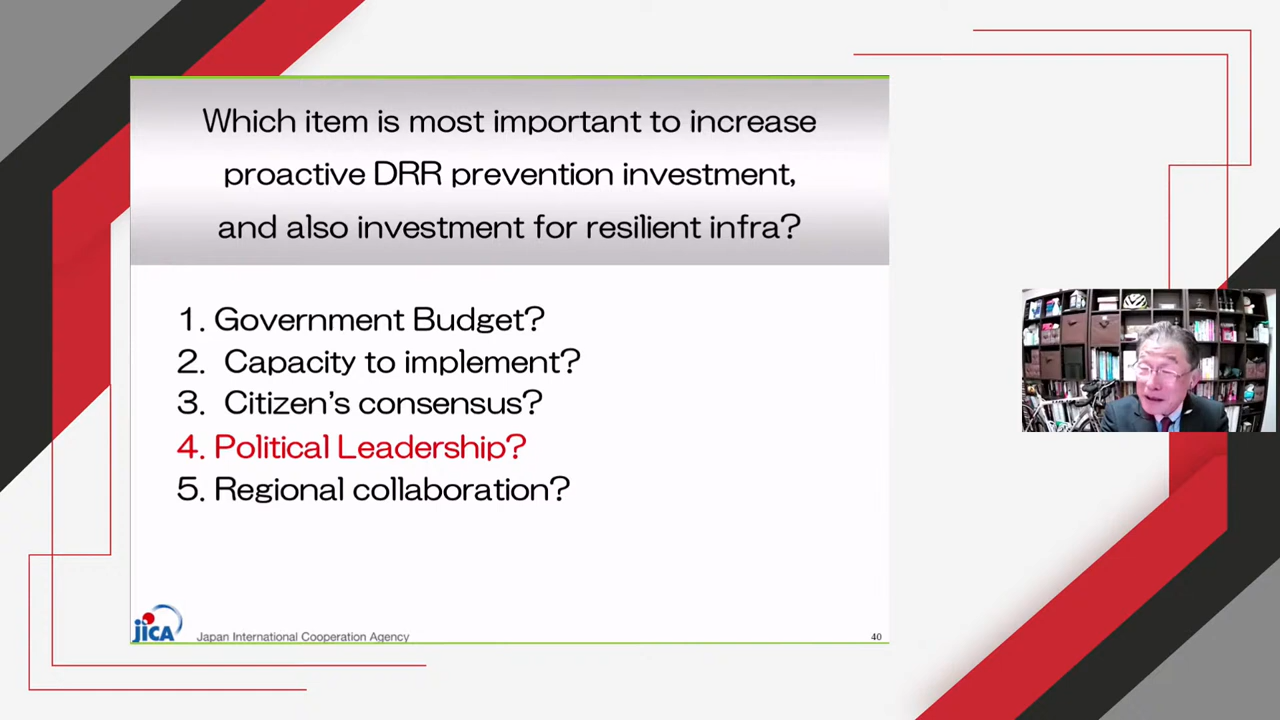 Which item is most important to increase
proactive DRR prevention investment,
and also investment for resilient infra?
1. Government Budget?
2. Capacity to implement?
3. Citizen's consensus?
4. Political Leadership?
5. Regional collaboration?
jICA
Japan International Cooperation Agency
40